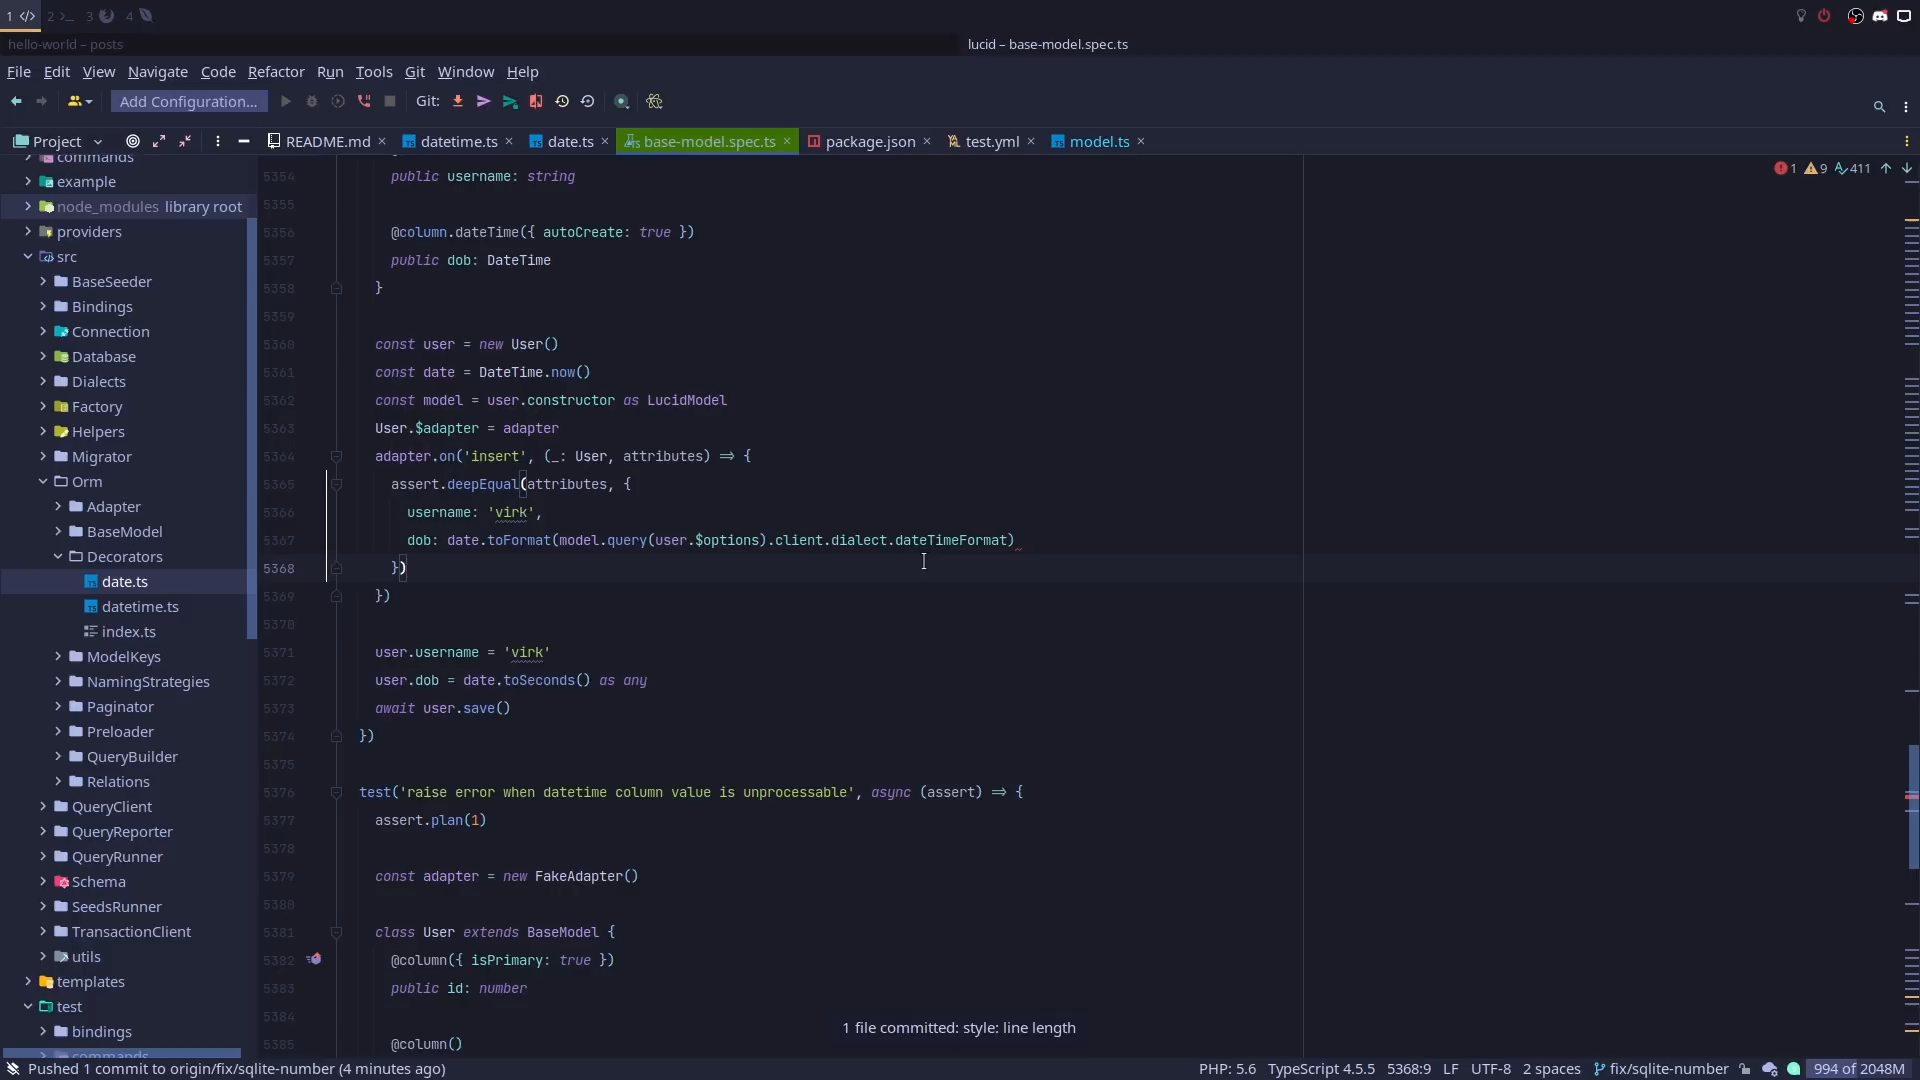 1 2 3 4
hello-world – posts
lucid – base-model.spec.ts
File Edit View Navigate Code Refactor Run Tools Git Window Help
Add Configuration... Git:
Project README.md datetime.ts date.ts base-model.spec.ts package.json test.yml model.ts
1 9 411
commands
example
node_modules library root
providers
src
BaseSeeder
Bindings
Connection
Database
Dialects
Factory
Helpers
Migrator
Orm
Adapter
BaseModel
Decorators
date.ts
datetime.ts
index.ts
ModelKeys
NamingStrategies
Paginator
Preloader
QueryBuilder
Relations
QueryClient
QueryReporter
QueryRunner
Schema
SeedsRunner
TransactionClient
utils
templates
test
bindings
commands
5354 public username: string
5355
5356 @column.dateTime({ autoCreate: true })
5357 public dob: DateTime
5358 }
5359
5360 const user = new User()
5361 const date = DateTime.now()
5362 const model = user.constructor as LucidModel
5363 User.$adapter = adapter
5364 adapter.on('insert', (_: User, attributes) => {
5365 assert.deepEqual(attributes, {
5366 username: 'virk',
5367 dob: date.toFormat(model.query(user.$options).client.dialect.dateTimeFormat)
5368 })
5369 })
5370
5371 user.username = 'virk'
5372 user.dob = date.toSeconds() as any
5373 await user.save()
5374 })
5375
5376 test('raise error when datetime column value is unprocessable', async (assert) => {
5377 assert.plan(1)
5378
5379 const adapter = new FakeAdapter()
5380
5381 class User extends BaseModel {
5382 @column({ isPrimary: true })
5383 public id: number
5384
5385 @column()
1 file committed: style: line length
Pushed 1 commit to origin/fix/sqlite-number (4 minutes ago) PHP: 5.6 TypeScript 4.5.5 5368:9 LF UTF-8 2 spaces fix/sqlite-number 994 of 2048M